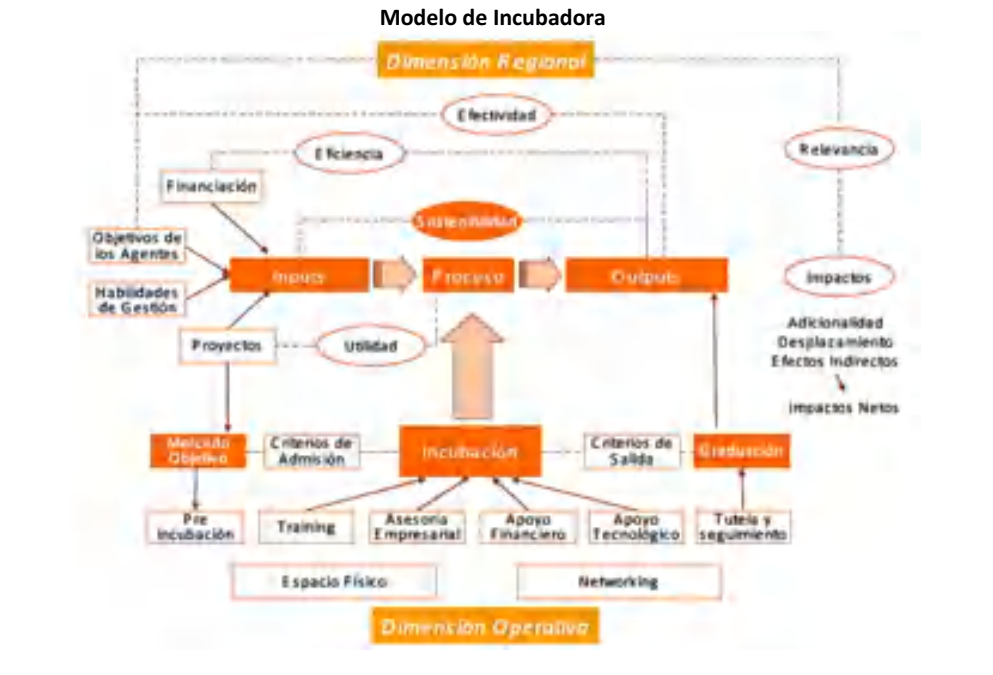 Modelo de Incubadora
Dimensión Regional
Efectividad
Eficiencia
Relevancia
Financiación
Sostenibilidad
Objetivos de
los Agentes
Inputs
Proceso
Outputs
Impactos
Habilidades
de Gestión
Proyectos
Utilidad
Adicionalidad
Desplazamiento
Efectos Indirectos
Impactos Netos
Mercado
Objetivo
Criterios de
Admisión
Incubación
Criterios de
Salida
Graduación
Pre
Incubación
Training
Asesoria
Empresarial
Apoyo
Financiero
Apoyo
Tecnológico
Tutela y
seguimiento
Espacio Físico
Networking
Dimensión Operativa